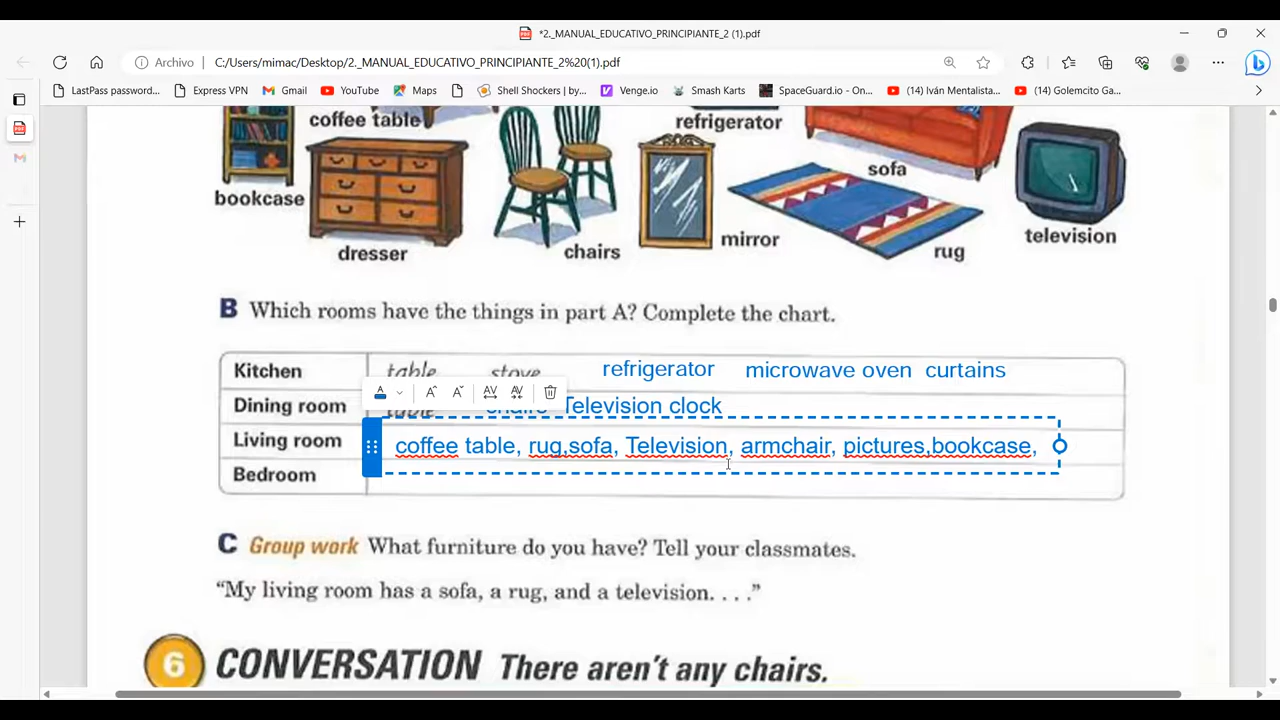 *2._MANUAL_EDUCATIVO_PRINCIPIANTE_2 (1).pdf
Archivo C:/Users/mimac/Desktop/2._MANUAL_EDUCATIVO_PRINCIPIANTE_2%20(1).pdf
LastPass password... Express VPN Gmail YouTube Maps Shell Shockers | by... Venge.io Smash Karts SpaceGuard.io - On... (14) Iván Mentalista... (14) Golemcito Ga...
coffee table refrigerator
sofa
bookcase
dresser chairs mirror rug television
B Which rooms have the things in part A? Complete the chart.
Kitchen table stove refrigerator microwave oven curtains
Dining room table chairs Television clock
Living room coffee table, rug,sofa, Television, armchair, pictures,bookcase,
Bedroom
C Group work What furniture do you have? Tell your classmates.
“My living room has a sofa, a rug, and a television. . . .”
6 CONVERSATION There aren't any chairs.